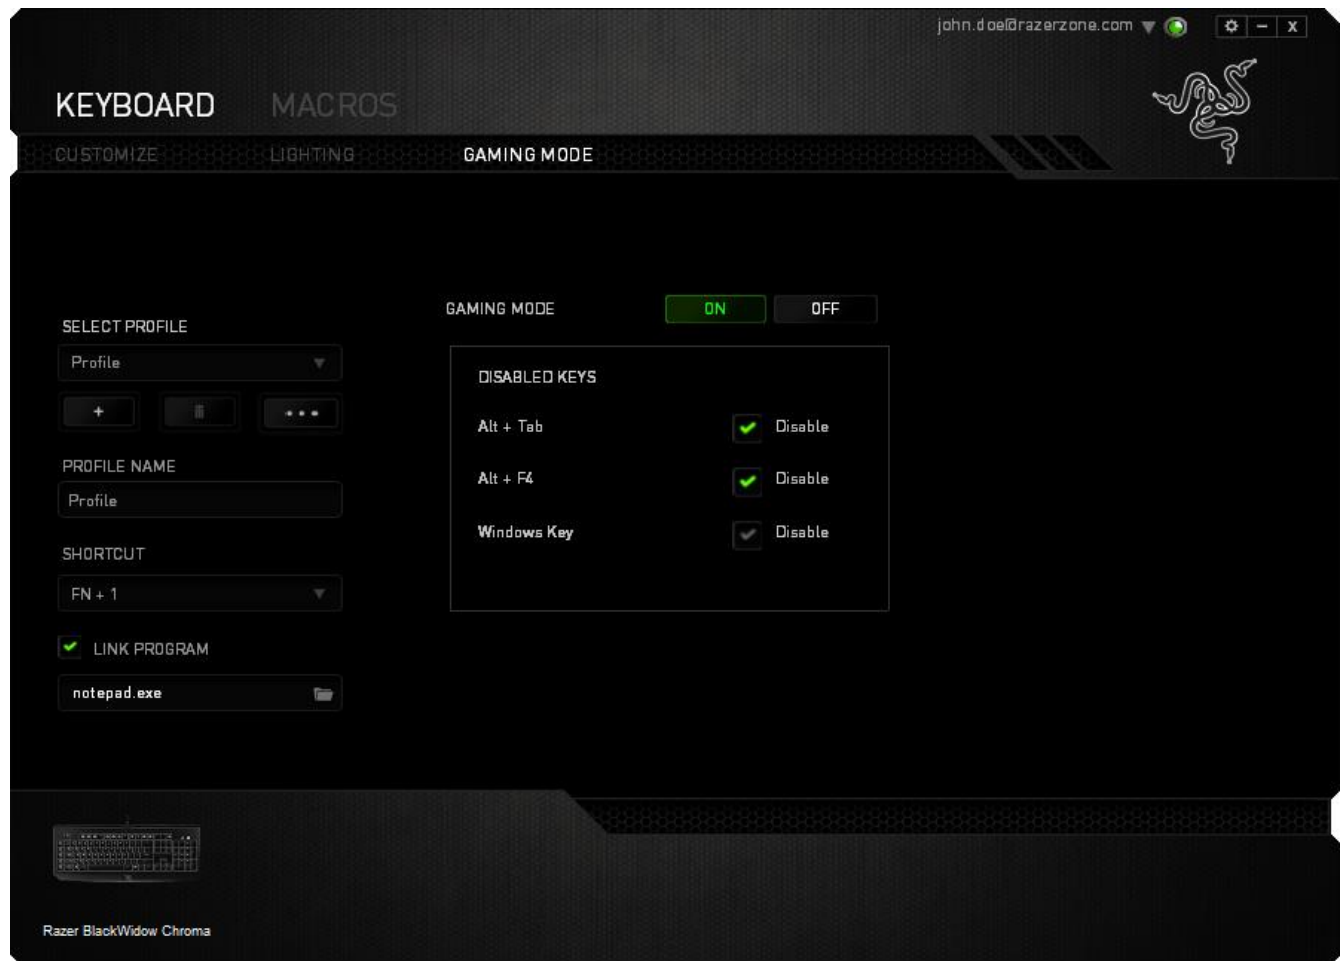 john.doe@razerzone.com
KEYBOARD MACROS
CUSTOMIZE LIGHTING GAMING MODE
GAMING MODE ON OFF
SELECT PROFILE
Profile
DISABLED KEYS
Alt + Tab Disable
PROFILE NAME
Alt + F4 Disable
Profile
Windows Key Disable
SHORTCUT
FN + 1
LINK PROGRAM
notepad.exe
Razer BlackWidow Chroma